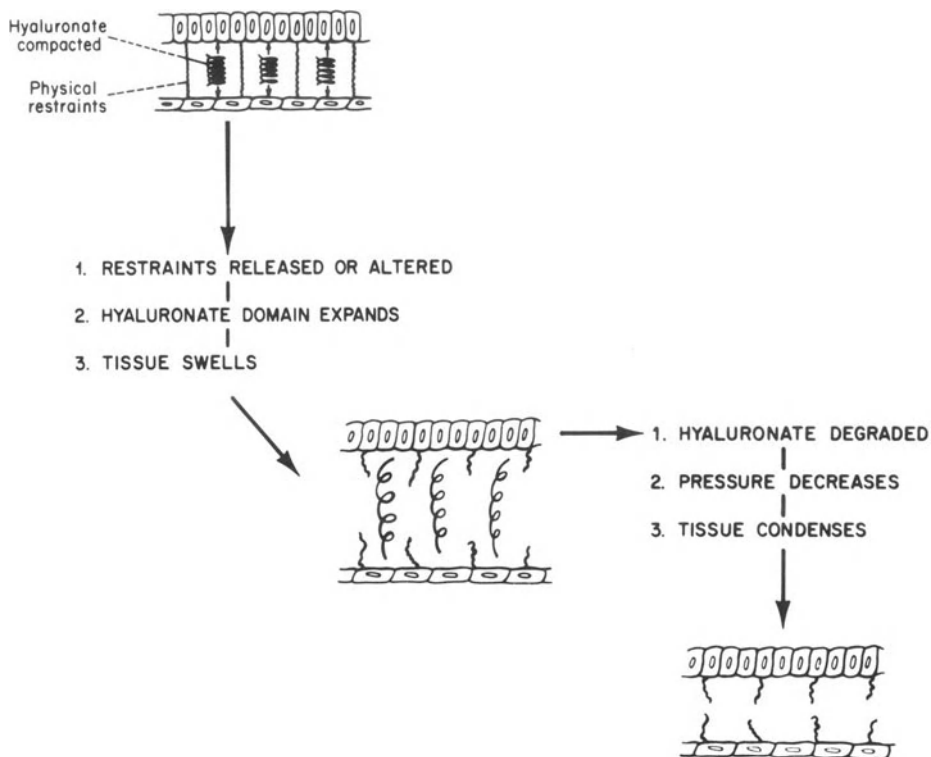 Hyaluronate
compacted
Physical
restraints
1. RESTRAINTS RELEASED OR ALTERED
2. HYALURONATE DOMAIN EXPANDS
3. TISSUE SWELLS
1. HYALURONATE DEGRADED
2. PRESSURE DECREASES
3. TISSUE CONDENSES